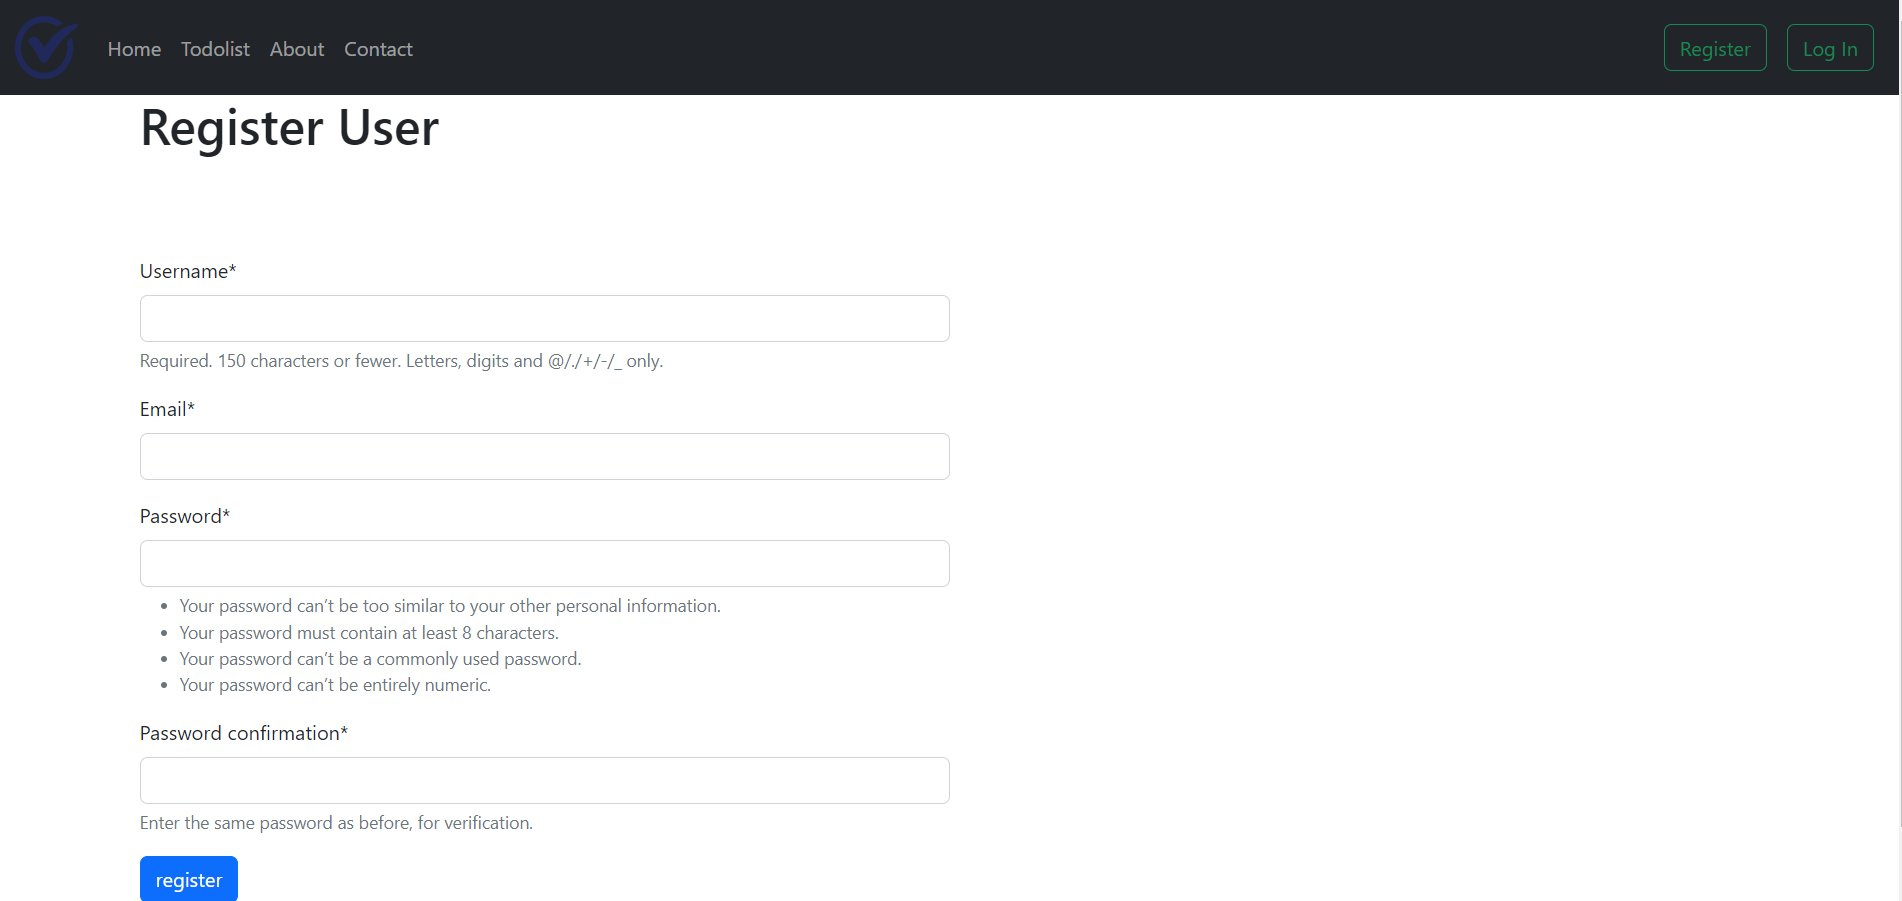 Home Todolist About Contact Register Log In
Register User
Username*
Required. 150 characters or fewer. Letters, digits and @/./+/-/_ only.
Email*
Password*
Your password can’t be too similar to your other personal information.
Your password must contain at least 8 characters.
Your password can’t be a commonly used password.
Your password can’t be entirely numeric.
Password confirmation*
Enter the same password as before, for verification.
register